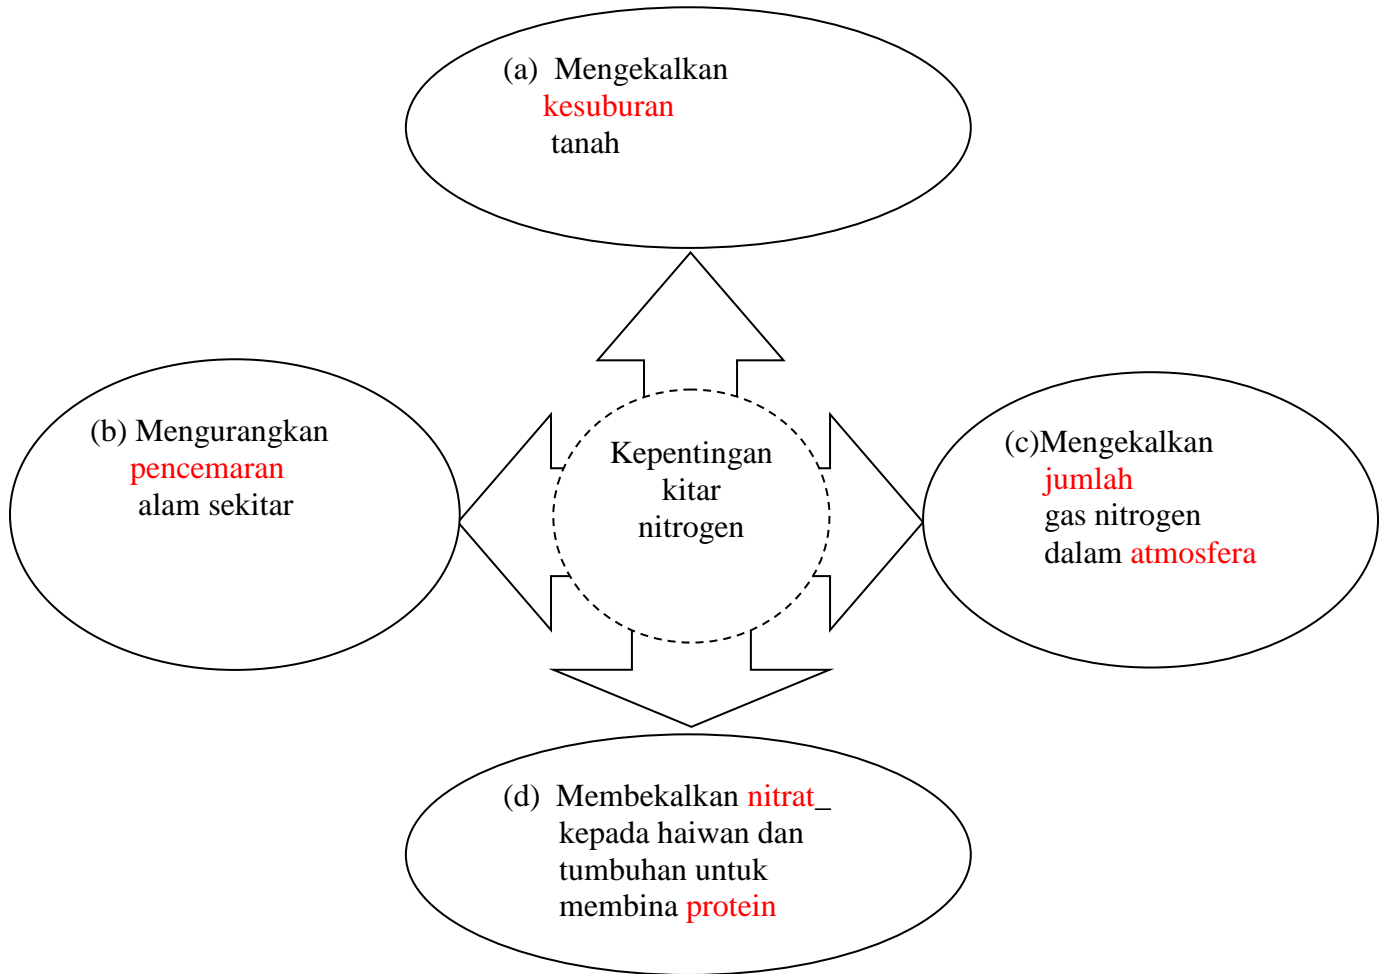 (a) Mengekalkan
kesuburan
tanah
(b) Mengurangkan
pencemaran
alam sekitar
Kepentingan
kitar
nitrogen
(c)Mengekalkan
jumlah
gas nitrogen
dalam atmosfera
(d) Membekalkan nitrat_
kepada haiwan dan
tumbuhan untuk
membina protein